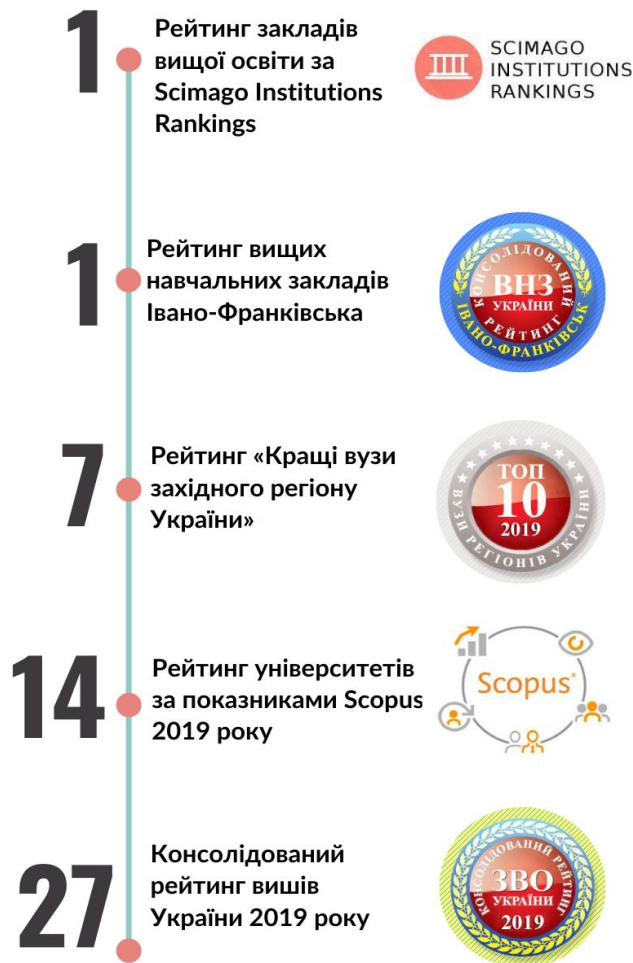 1
Рейтинг закладів
вищої освіти за
Scimago Institutions
Rankings
SCIMAGO
INSTITUTIONS
RANKINGS
1
Рейтинг вищих
навчальних закладів
Івано-Франківська
КОНСОЛІДОВАНИЙ
ВНЗ
УКРАЇНИ
РЕЙТИНГ
ІВАНО-ФРАНКІВСЬК
7
Рейтинг «Кращі вузи
західного регіону
України»
ТОП
10
2019
ВУЗИ РЕГІОНІВ УКРАЇНИ
14
Рейтинг університетів
за показниками Scopus
2019 року
Scopus®
27
Консолідований
рейтинг вишів
України 2019 року
КОНСОЛІДОВАНИЙ РЕЙТИНГ
ЗВО
УКРАЇНИ
2019